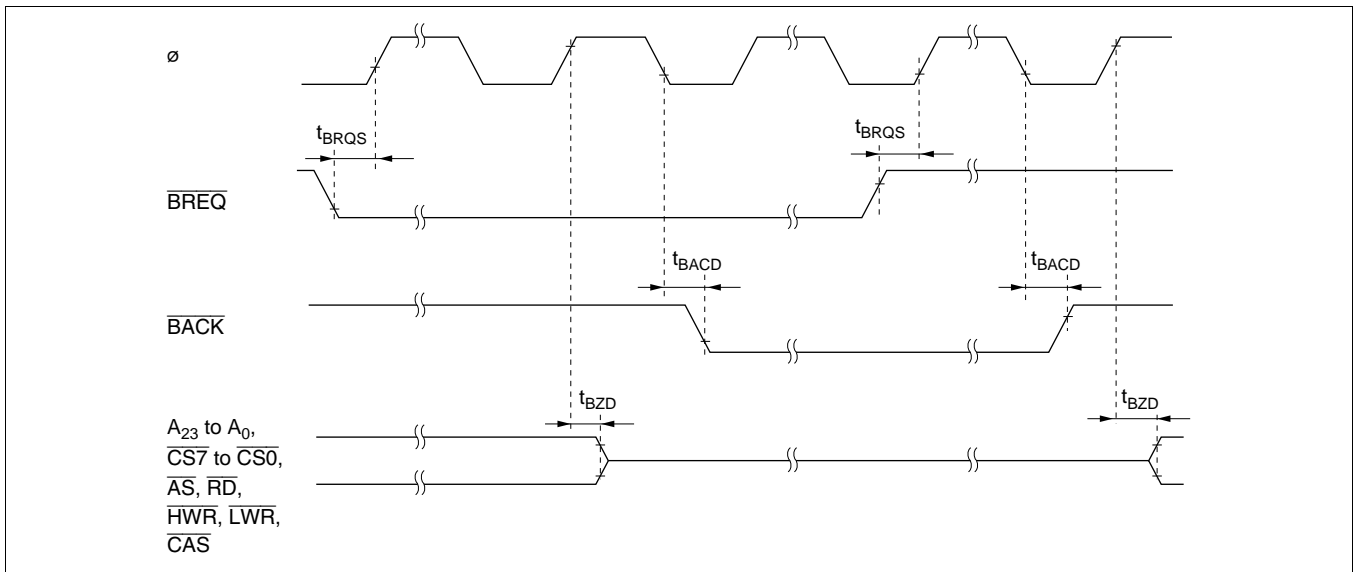 ø
tBRQS tBRQS
BREQ
tBACD tBACD
BACK
tBZD tBZD
A23 to A0,
CS7 to CS0,
AS, RD,
HWR, LWR,
CAS